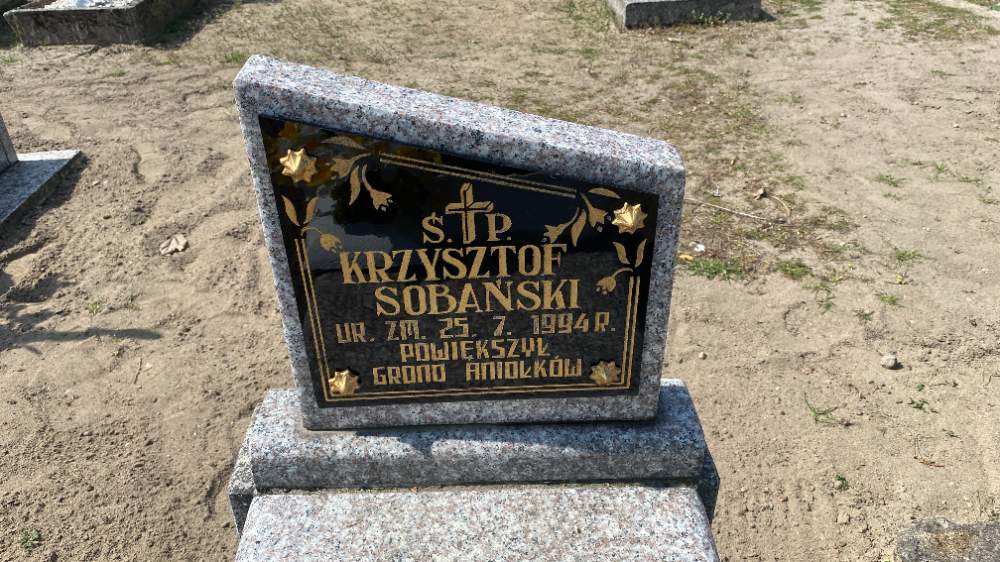 Ś. P.
KRZYSZTOF
SOBAŃSKI
UR. ZM. 25. 7. 1994 R.
POWIĘKSZYŁ
GRONO ANIOŁKÓW